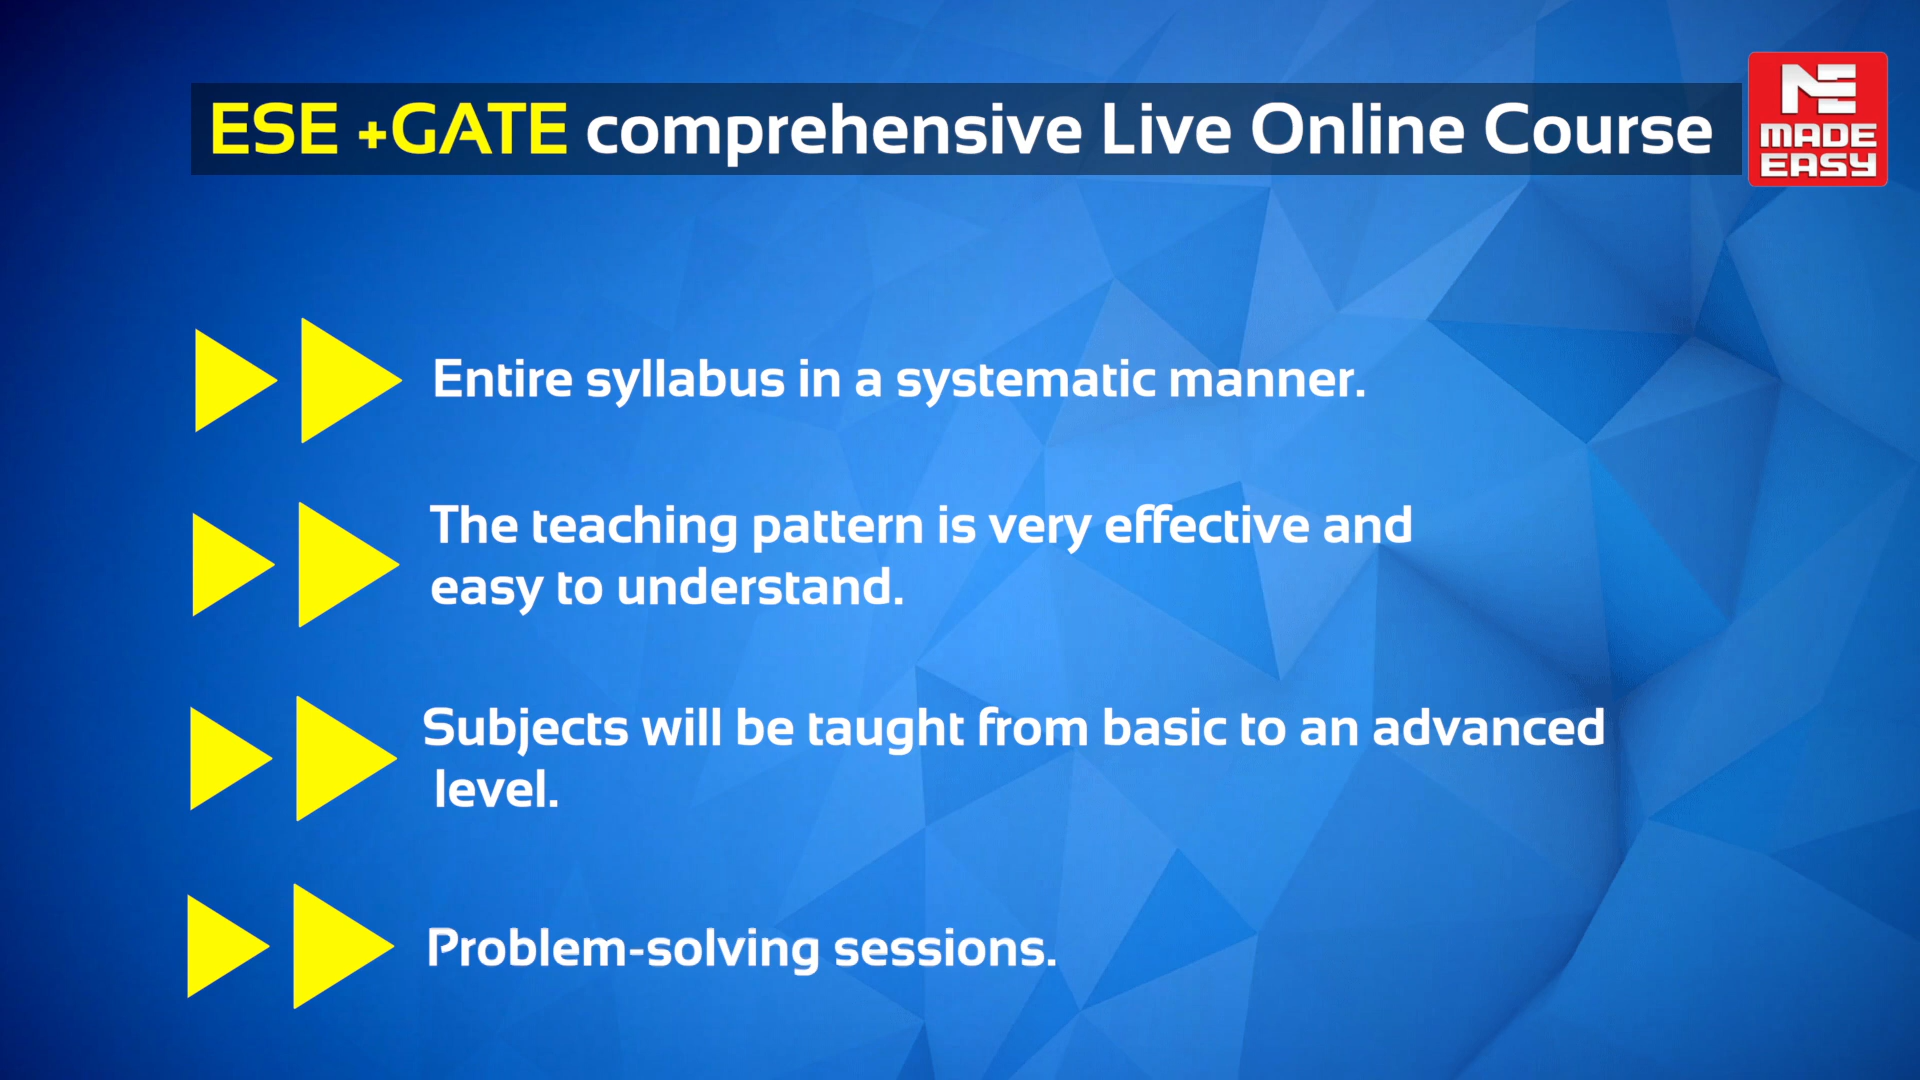 ESE +GATE comprehensive Live Online Course
ME
MADE
EASY
Entire syllabus in a systematic manner.
The teaching pattern is very effective and
easy to understand.
Subjects will be taught from basic to an advanced
level.
Problem-solving sessions.